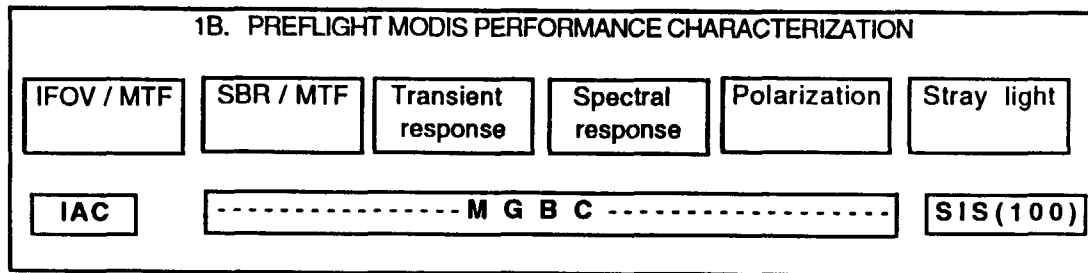 1B. PREFLIGHT MODIS PERFORMANCE CHARACTERIZATION
IFOV / MTF
SBR / MTF
Transient
response
Spectral
response
Polarization
Stray light
IAC
-----------------M G B C-------------------
SIS(100)